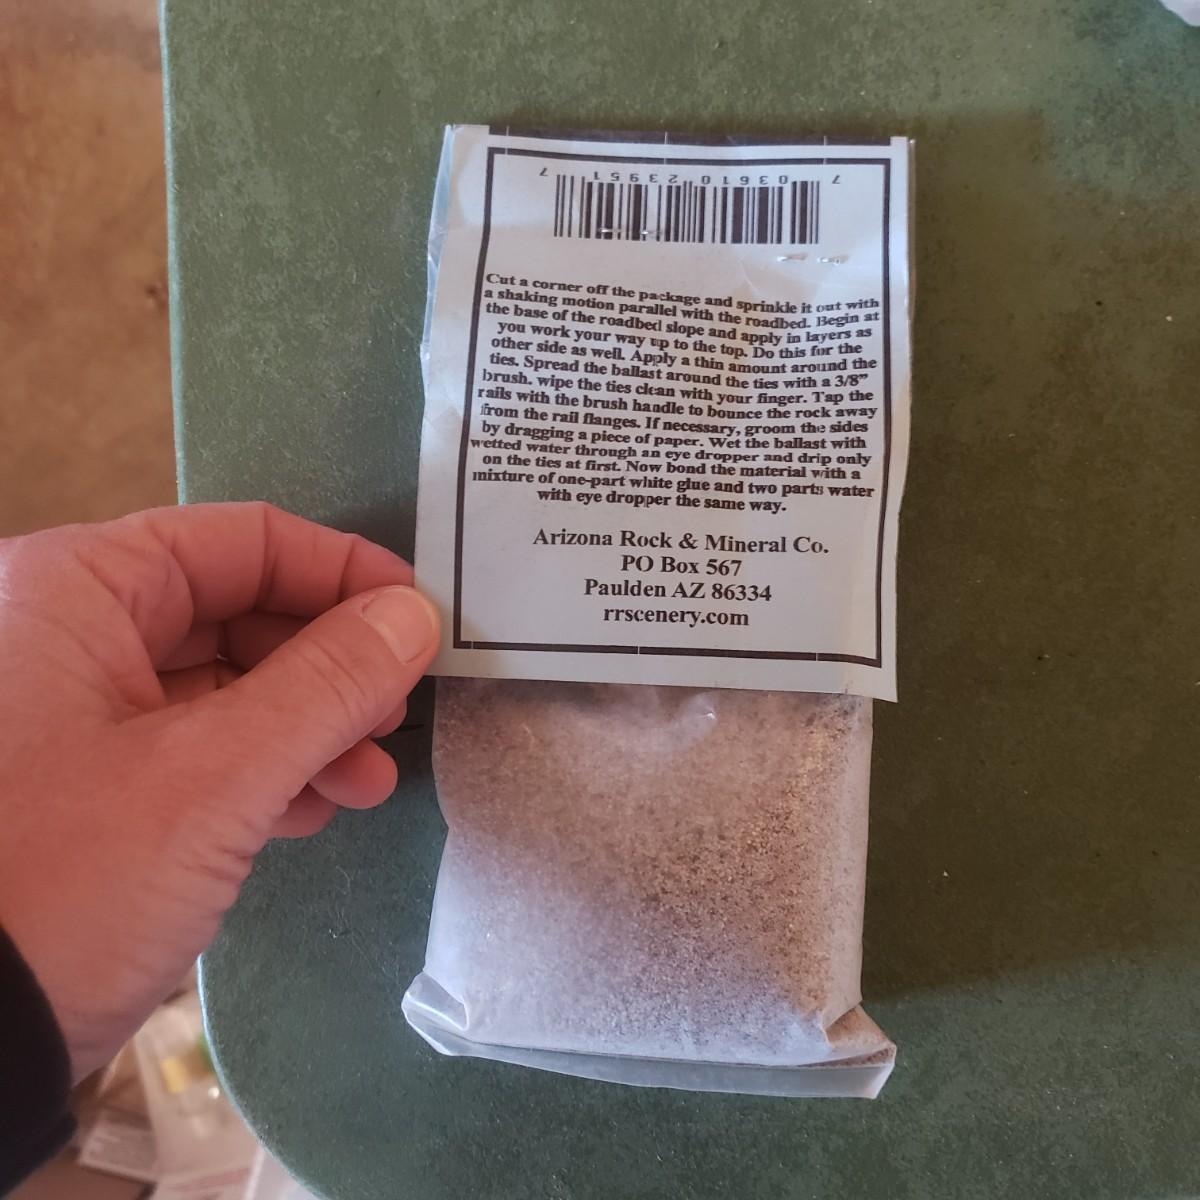 7 03610 23951 7
Cut a corner off the package and sprinkle it out with
a shaking motion parallel with the roadbed. Begin at
the base of the roadbed slope and apply in layers as
you work your way up to the top. Do this for the
other side as well. Apply a thin amount around the
ties. Spread the ballast around the ties with a 3/8”
brush. wipe the ties clean with your finger. Tap the
rails with the brush handle to bounce the rock away
from the rail flanges. If necessary, groom the sides
by dragging a piece of paper. Wet the ballast with
wetted water through an eye dropper and drip only
on the ties at first. Now bond the material with a
mixture of one-part white glue and two parts water
with eye dropper the same way.
Arizona Rock & Mineral Co.
PO Box 567
Paulden AZ 86334
rrscenery.com